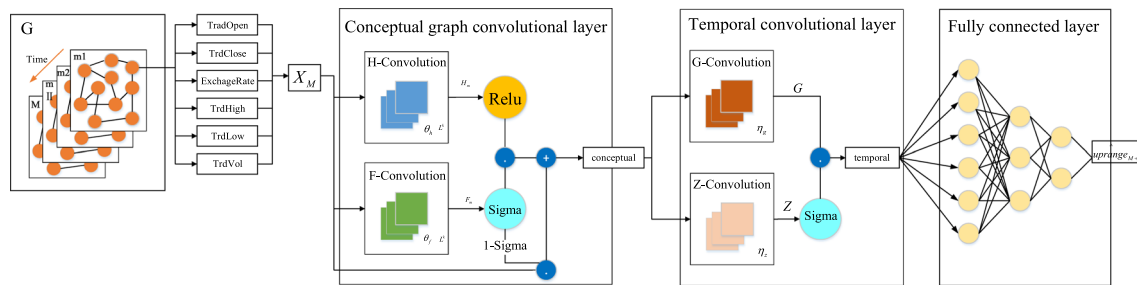 G
Time
m1
m2
m
M
TradOpen
TrdClose
ExchageRate
TrdHigh
TrdLow
TrdVol
X_M
Conceptual graph convolutional layer
H-Convolution
θ_h ℒ
H_m
Relu
F-Convolution
θ_f ℒ
F_m
Sigma
1-Sigma
.
+
.
conceptual
Temporal convolutional layer
G-Convolution
η_g
G
Z-Convolution
η_z
Z
.
Sigma
temporal
Fully connected layer
uprange_M+